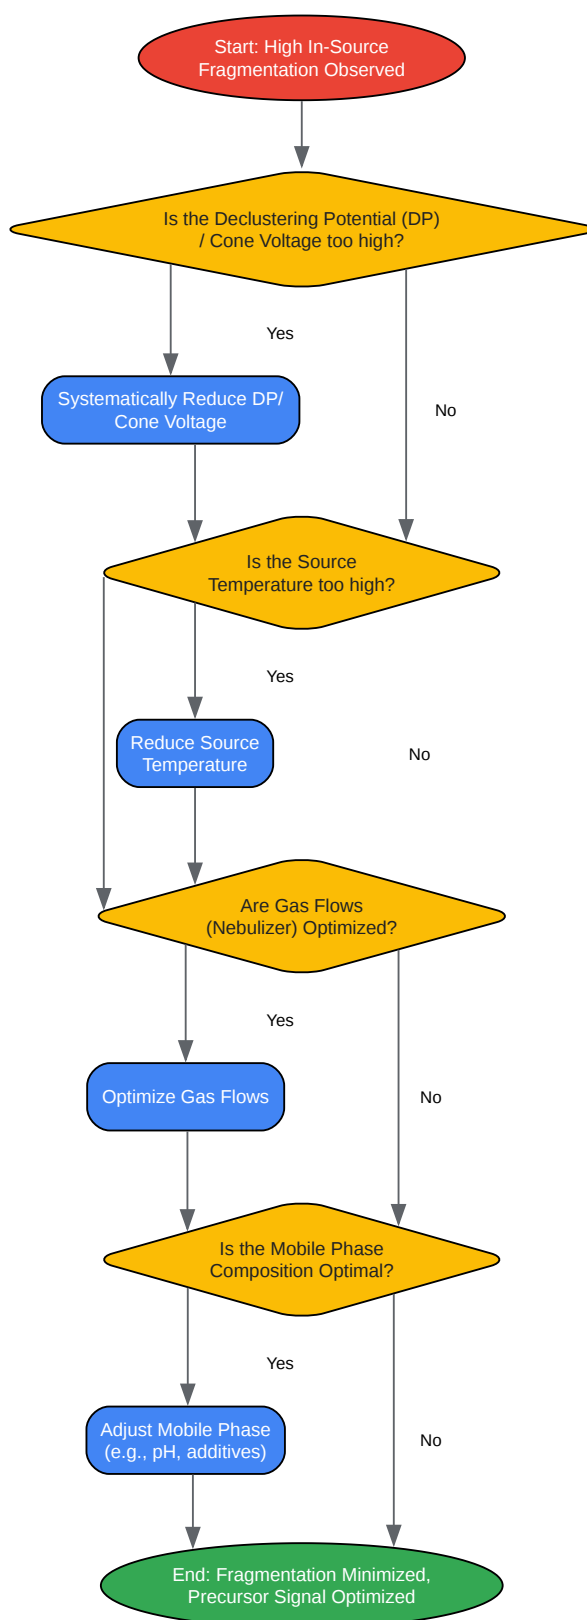 Start: High In-Source
Fragmentation Observed
Is the Declustering Potential (DP)
/ Cone Voltage too high?
Yes
Systematically Reduce DP/
Cone Voltage
No
Is the Source
Temperature too high?
Yes
Reduce Source
Temperature
No
Are Gas Flows
(Nebulizer) Optimized?
Yes
Optimize Gas Flows
No
Is the Mobile Phase
Composition Optimal?
Yes
Adjust Mobile Phase
(e.g., pH, additives)
No
End: Fragmentation Minimized,
Precursor Signal Optimized